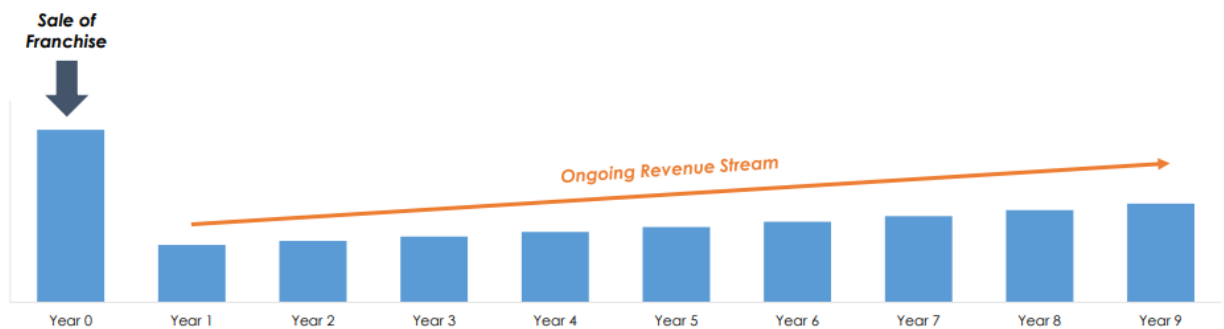 Sale of
Franchise
Ongoing Revenue Stream
Year 0 Year 1 Year 2 Year 3 Year 4 Year 5 Year 6 Year 7 Year 8 Year 9